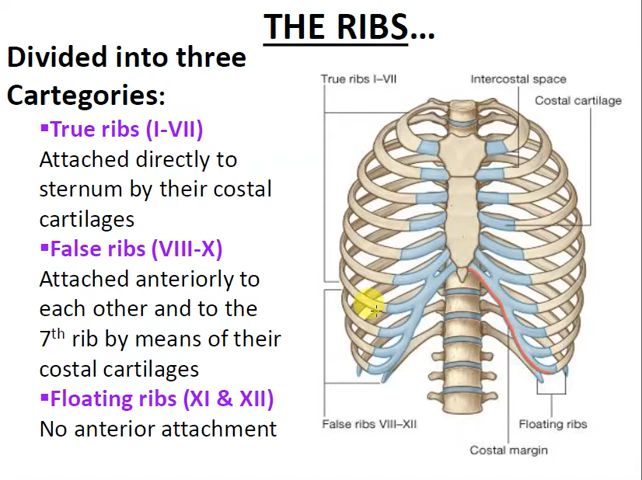 THE RIBS...
Divided into three
Cartegories:
▪True ribs (I-VII)
Attached directly to
sternum by their costal
cartilages
▪False ribs (VIII-X)
Attached anteriorly to
each other and to the
7th rib by means of their
costal cartilages
▪Floating ribs (XI & XII)
No anterior attachment
True ribs I–VII
Intercostal space
Costal cartilage
False ribs VIII–XII
Floating ribs
Costal margin